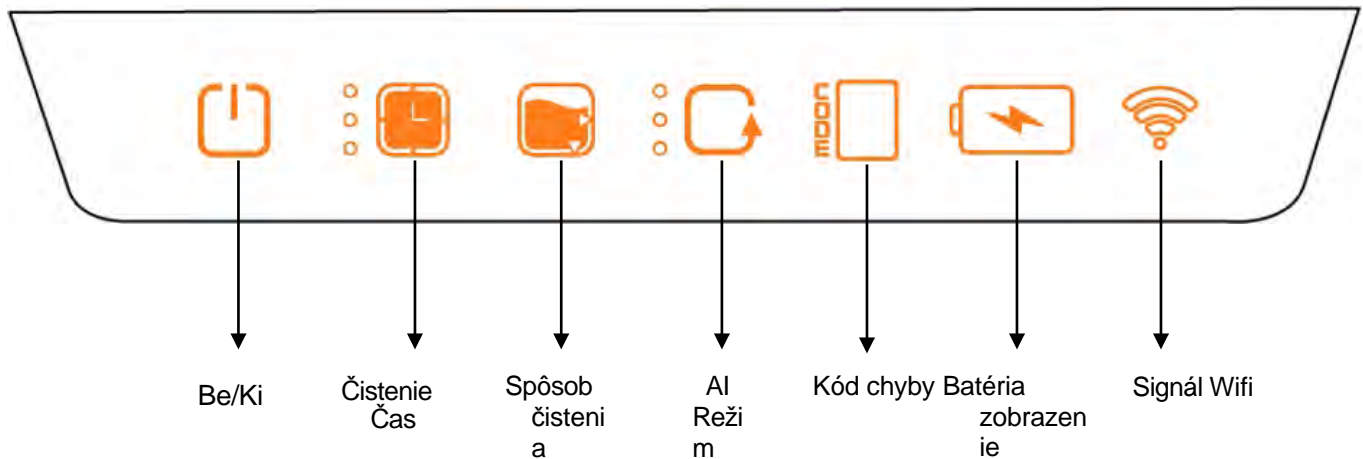 CODE
Be/Ki
Čistenie
Čas
Spôsob
čisteni
a
AI
Reži
m
Kód chyby
Batéria
zobrazen
ie
Signál Wifi